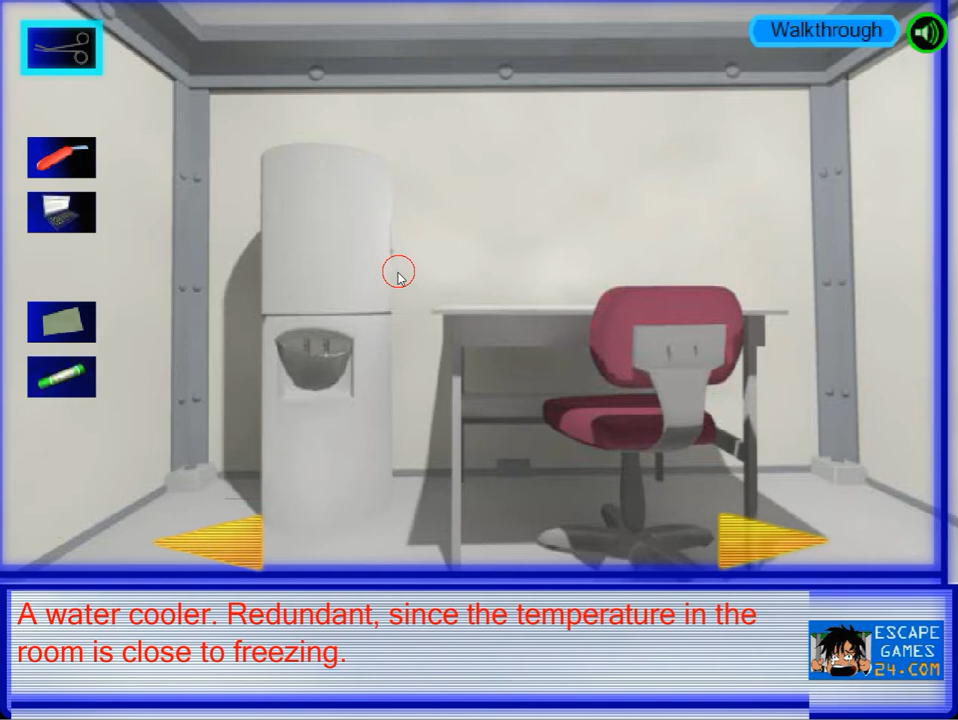 Walkthrough
A water cooler. Redundant, since the temperature in the
room is close to freezing.
ESCAPE
GAMES
24.COM